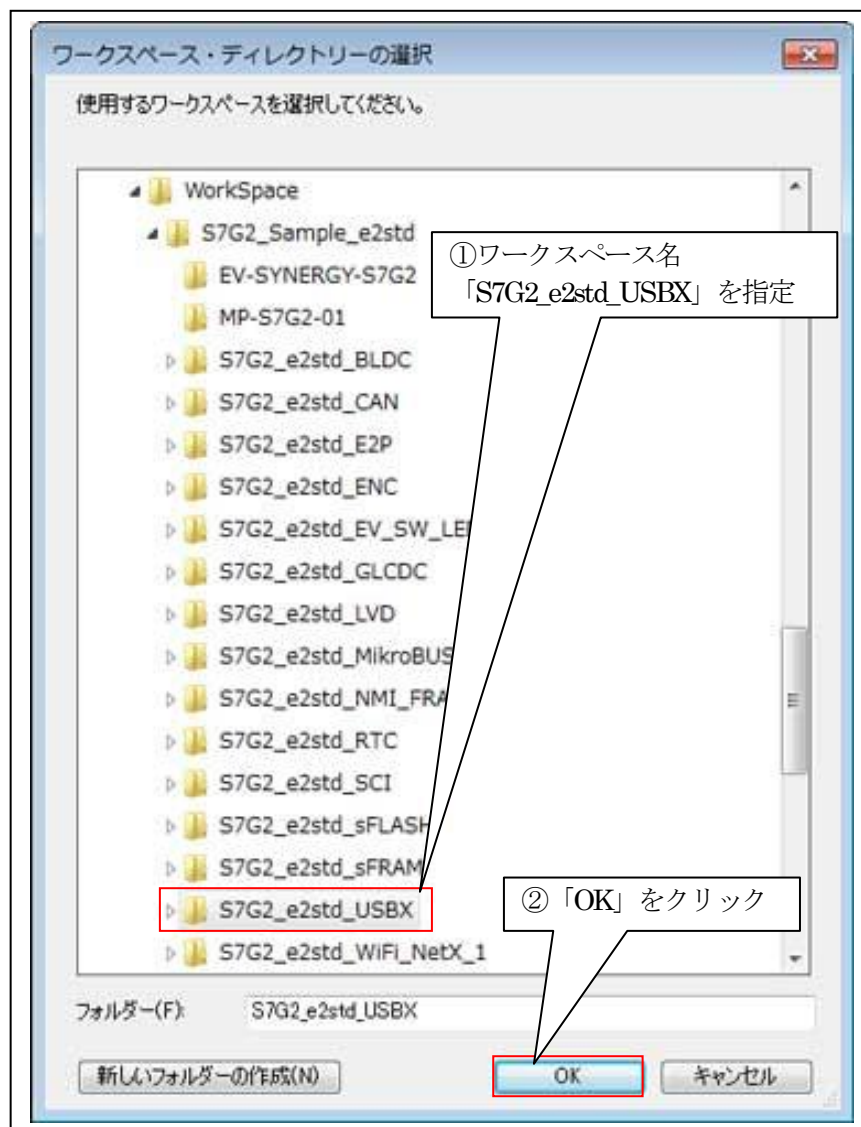 ワークスペース・ディレクトリーの選択
使用するワークスペースを選択してください。
WorkSpace
S7G2_Sample_e2std
EV-SYNERGY-S7G2
MP-S7G2-01
S7G2_e2std_BLDC
S7G2_e2std_CAN
S7G2_e2std_E2P
S7G2_e2std_ENC
S7G2_e2std_EV_SW_LE
S7G2_e2std_GLCDC
S7G2_e2std_LVD
S7G2_e2std_MikroBUS
S7G2_e2std_NMI_FRA
S7G2_e2std_RTC
S7G2_e2std_SCI
S7G2_e2std_sFLASH
S7G2_e2std_sFRAM
S7G2_e2std_USBX
S7G2_e2std_WiFi_NetX_1
①ワークスペース名
「S7G2_e2std_USBX」を指定
②「OK」をクリック
フォルダー(F): S7G2_e2std_USBX
新しいフォルダーの作成(N) OK キャンセル